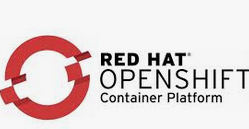 RED HAT®
OPENSHIFT
Container Platform